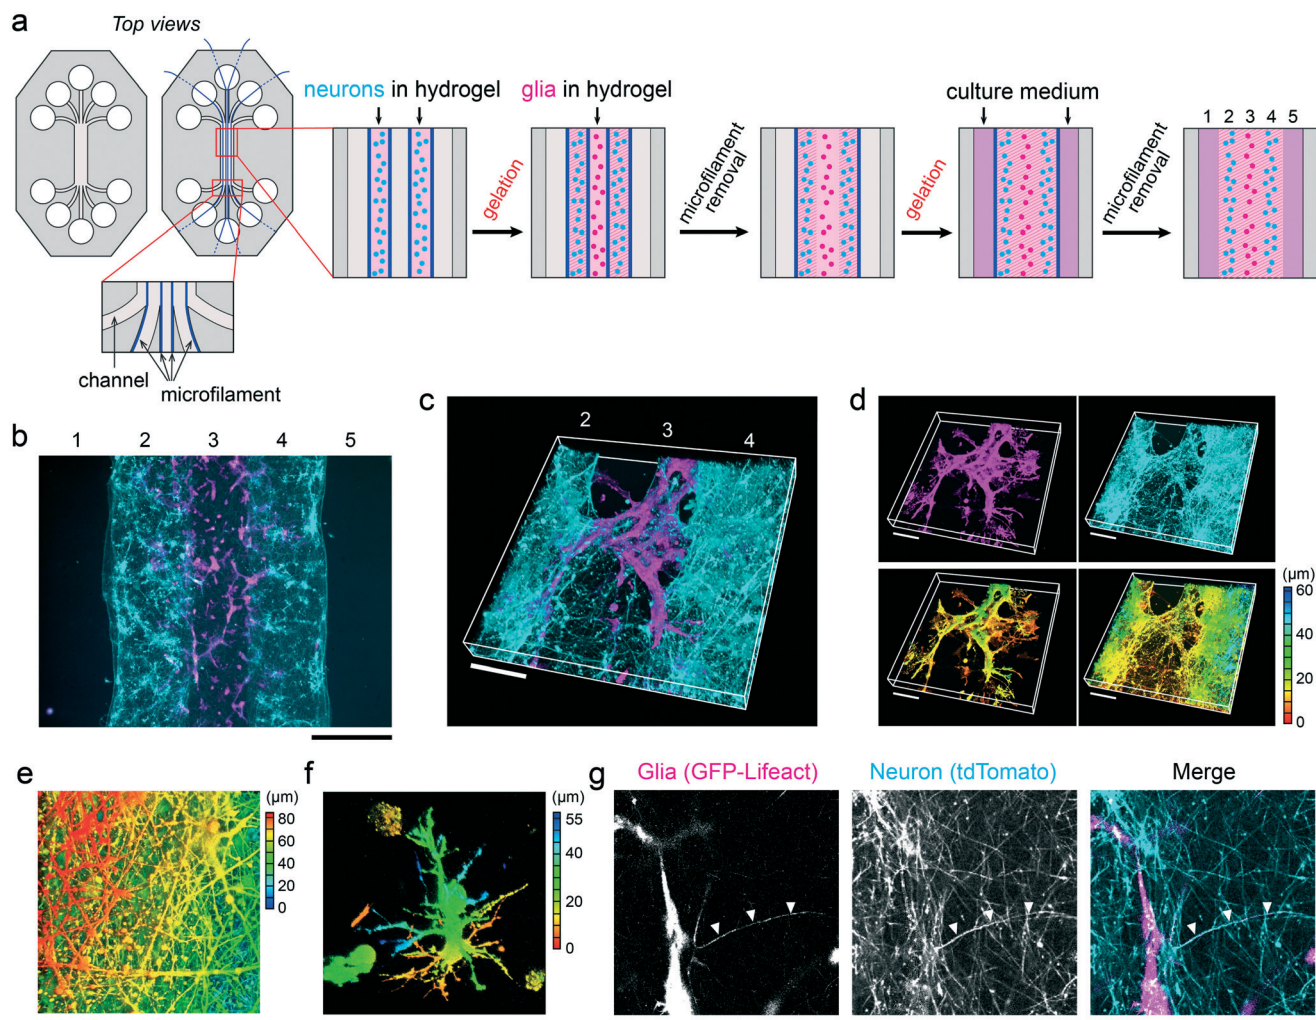 a
Top views
neurons in hydrogel
gelation
glia in hydrogel
microfilament
removal
gelation
culture medium
microfilament
removal
1 2 3 4 5
channel
microfilament
b
1 2 3 4 5
c
2 3 4
d
(μm)
60
40
20
0
e
(μm)
80
60
40
20
0
f
(μm)
55
40
20
0
g
Glia (GFP-Lifeact)
Neuron (tdTomato)
Merge